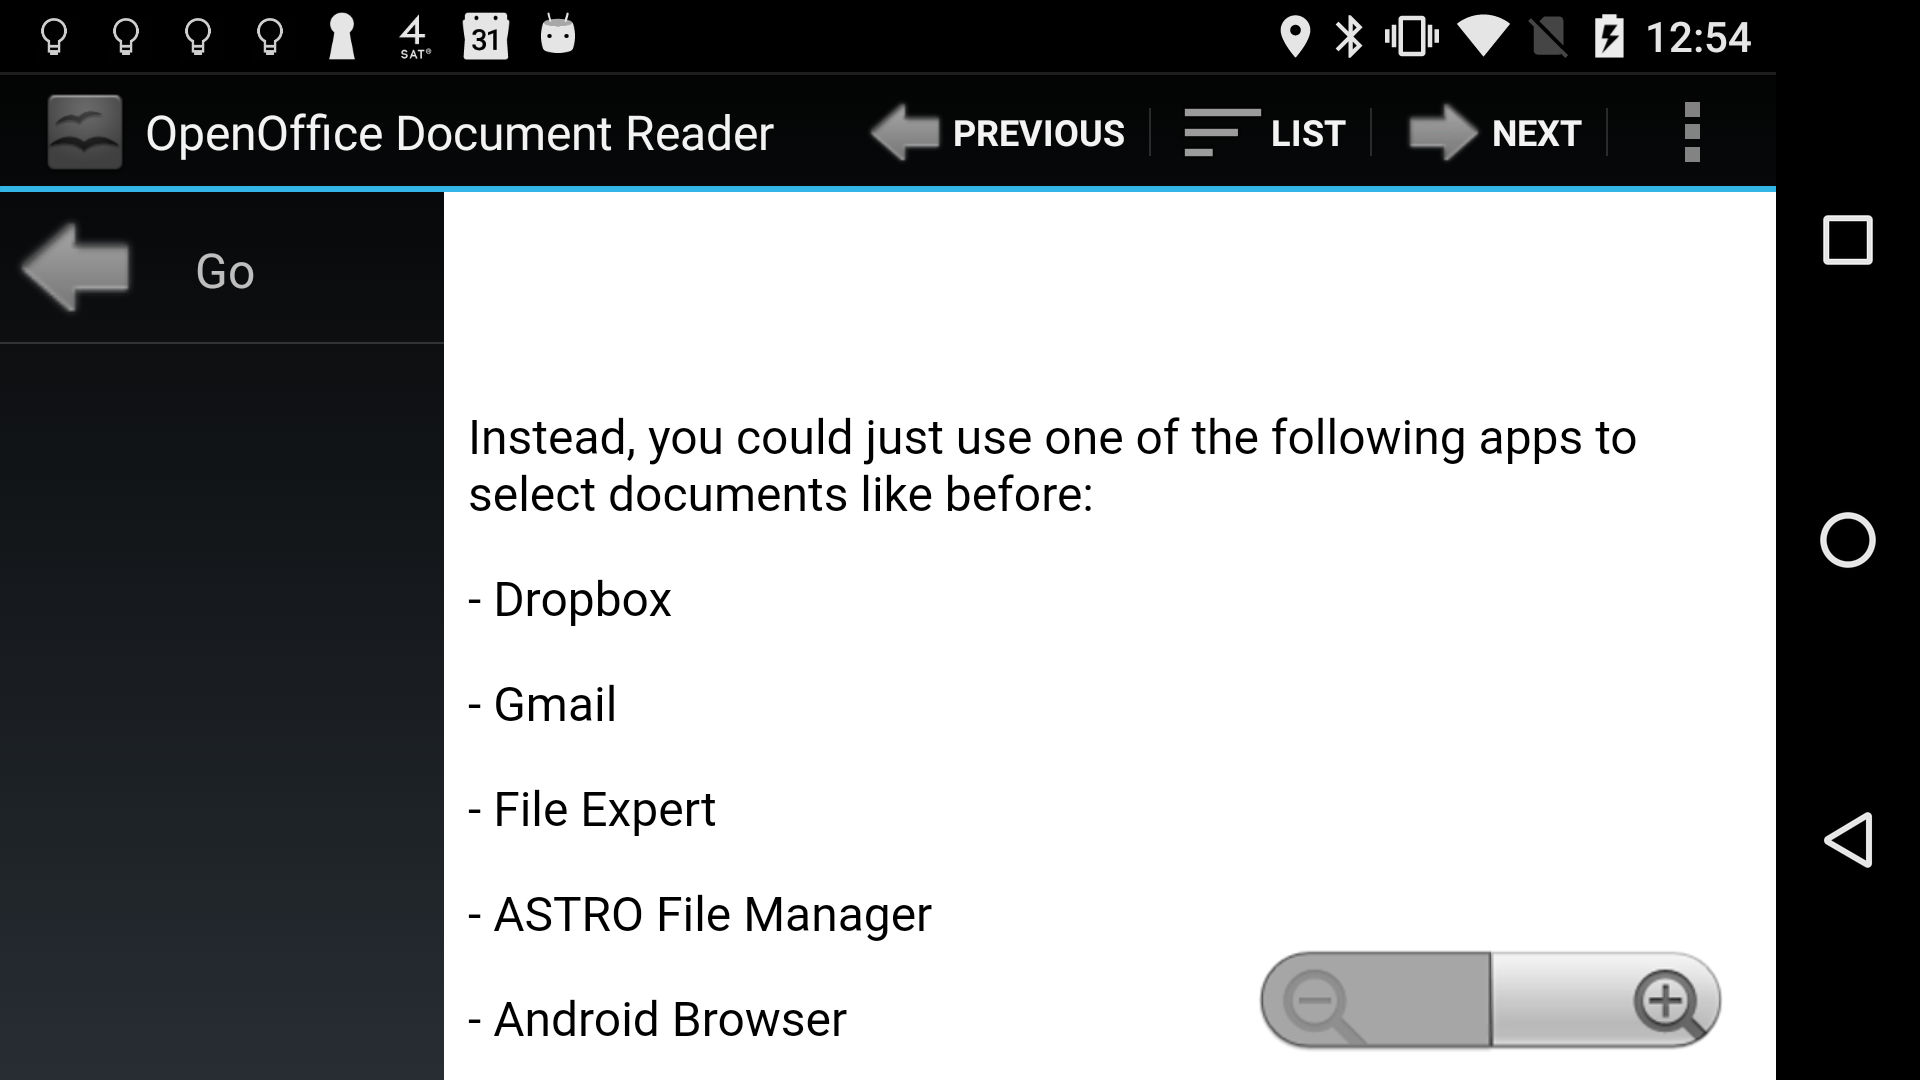 4
SAT®
31
12:54
OpenOffice Document Reader
PREVIOUS
LIST
NEXT
Go
Instead, you could just use one of the following apps to
select documents like before:
- Dropbox
- Gmail
- File Expert
- ASTRO File Manager
- Android Browser